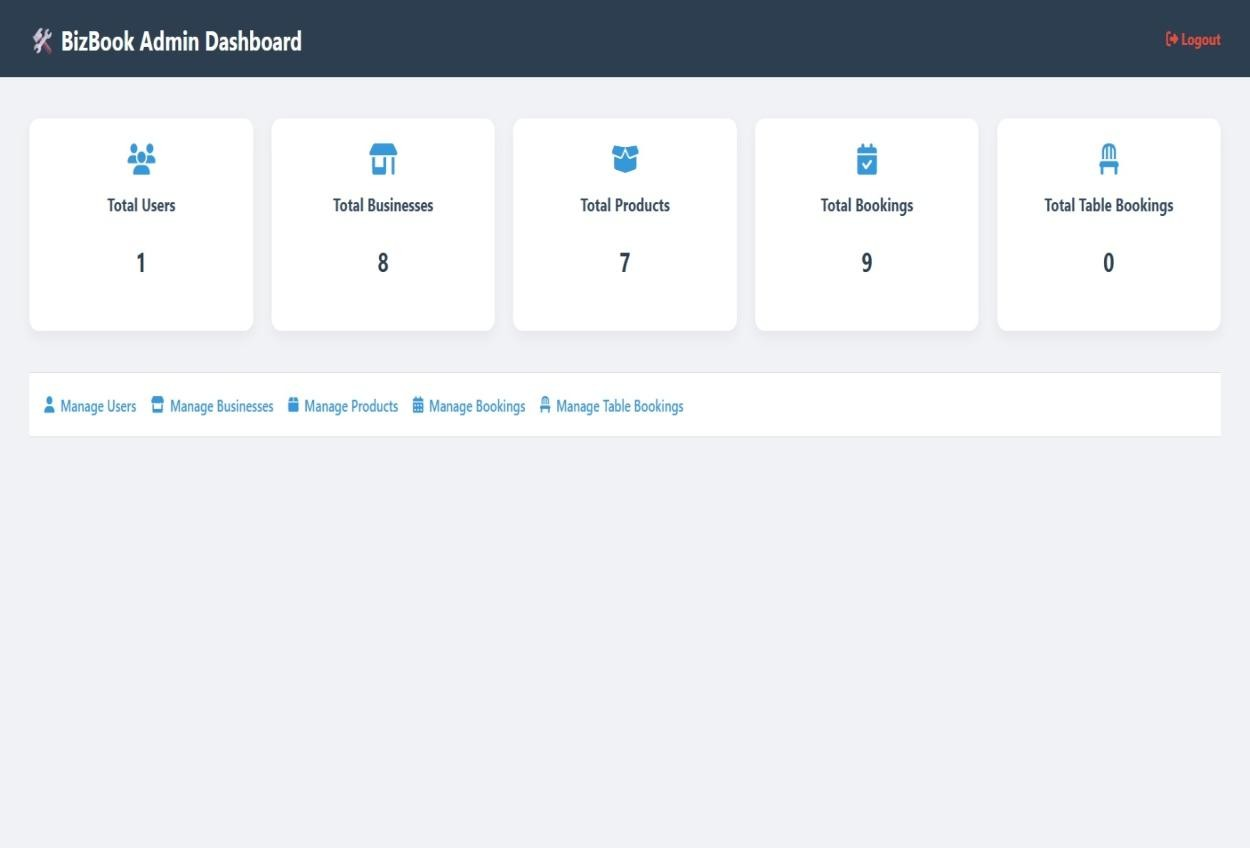 BizBook Admin Dashboard
Logout
Total Users
Total Businesses
Total Products
Total Bookings
Total Table Bookings
1
8
7
9
0
Manage Users Manage Businesses Manage Products Manage Bookings Manage Table Bookings